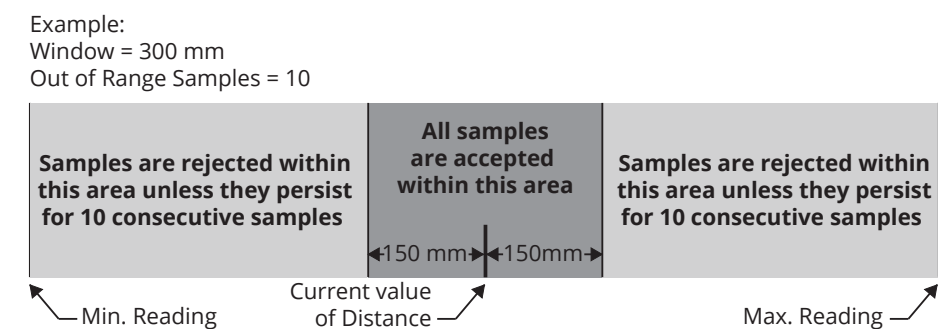 Example:
Window = 300 mm
Out of Range Samples = 10
Samples are rejected within
this area unless they persist
for 10 consecutive samples
All samples
are accepted
within this area
Samples are rejected within
this area unless they persist
for 10 consecutive samples
150 mm
150mm
Min. Reading
Current value
of Distance
Max. Reading